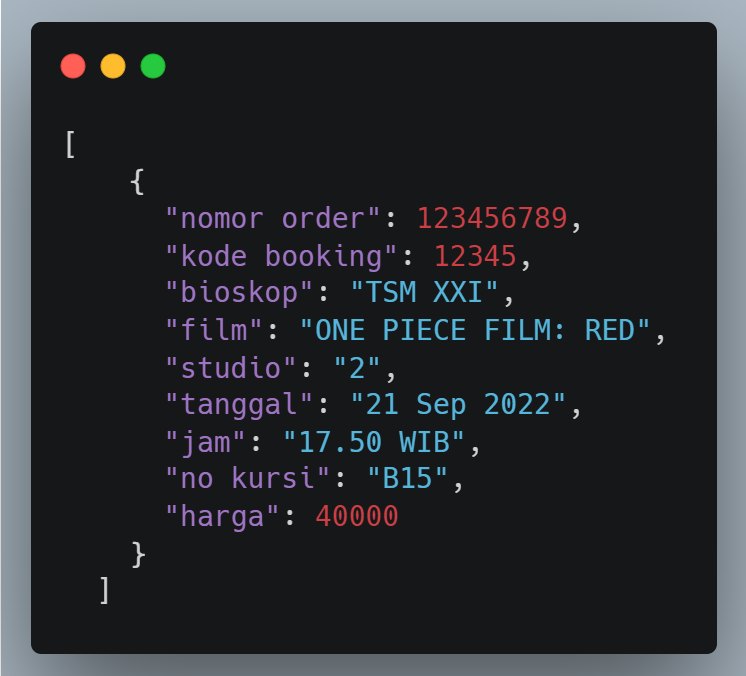 [
{
"nomor order": 123456789,
"kode booking": 12345,
"bioskop": "TSM XXI",
"film": "ONE PIECE FILM: RED",
"studio": "2",
"tanggal": "21 Sep 2022",
"jam": "17.50 WIB",
"no kursi": "B15",
"harga": 40000
}
]